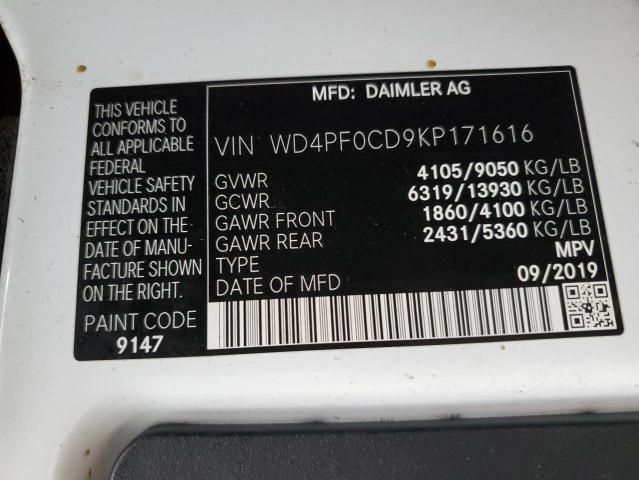 MFD: DAIMLER AG
THIS VEHICLE
CONFORMS TO
ALL APPLICABLE
FEDERAL
VEHICLE SAFETY
STANDARDS IN
EFFECT ON THE
DATE OF MANU-
FACTURE SHOWN
ON THE RIGHT.
PAINT CODE
9147
VIN WD4PF0CD9KP171616
GVWR 4105/9050 KG/LB
GCWR 6319/13930 KG/LB
GAWR FRONT 1860/4100 KG/LB
GAWR REAR 2431/5360 KG/LB
TYPE MPV
DATE OF MFD 09/2019